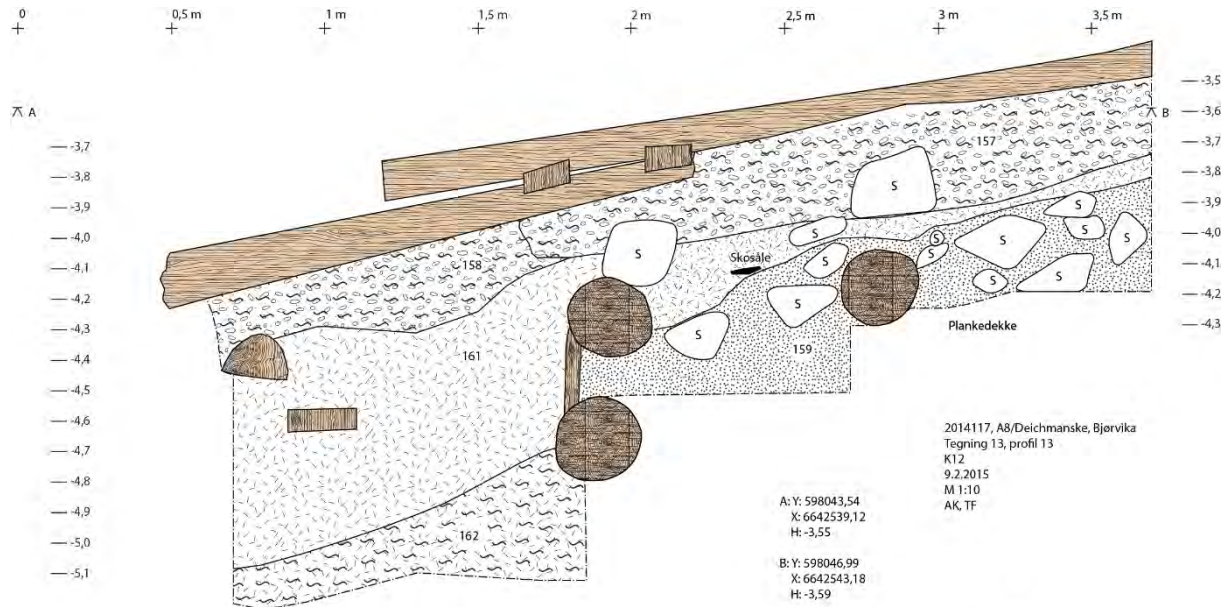 0 0,5 m 1 m 1,5 m 2 m 2,5 m 3 m 3,5 m
A
B
-3,5
-3,6
-3,7
-3,8
-3,9
-4,0
-4,1
-4,2
-4,3
-3,7
-3,8
-3,9
-4,0
-4,1
-4,2
-4,3
-4,4
-4,5
-4,6
-4,7
-4,8
-4,9
-5,0
-5,1
157
S
S
S
S
S
S
S
S
158
S
Skosåle
S
S
S
S
S
161
159
Plankedekke
162
2014117, A8/Deichmanske, Bjørvika
Tegning 13, profil 13
K12
9.2.2015
M 1:10
AK, TF
A: Y: 598043,54
X: 6642539,12
H: -3,55
B: Y: 598046,99
X: 6642543,18
H: -3,59